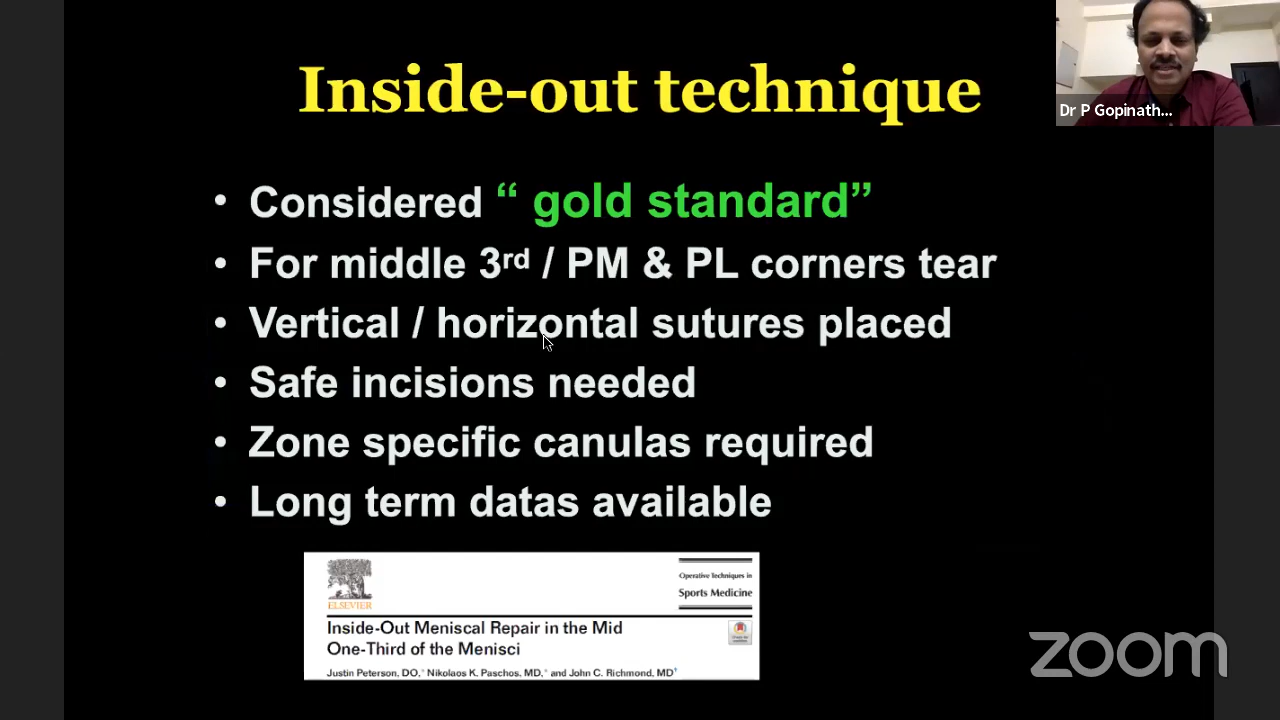 Inside-out technique
Dr P Gopinath...
• Considered “ gold standard”
• For middle 3rd / PM & PL corners tear
• Vertical / horizontal sutures placed
• Safe incisions needed
• Zone specific canulas required
• Long term datas available
ELSEVIER
Operative Techniques in
Sports Medicine
Inside-Out Meniscal Repair in the Mid
One-Third of the Menisci
Justin Peterson, DO,* Nikolaos K. Paschos, MD,* and John C. Richmond, MD†
zoom